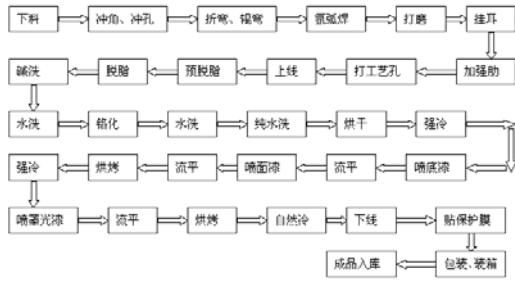 下料 冲角、冲孔 折弯、辊弯 氩弧焊 打磨 挂耳
碱洗 脱脂 预脱脂 上线 打工艺孔 加强肋
水洗 铬化 水洗 纯水洗 烘干 强冷
强冷 烘烤 流平 喷面漆 流平 喷底漆
喷罩光漆 流平 烘烤 自然冷 下线 贴保护膜
成品入库 包装、装箱